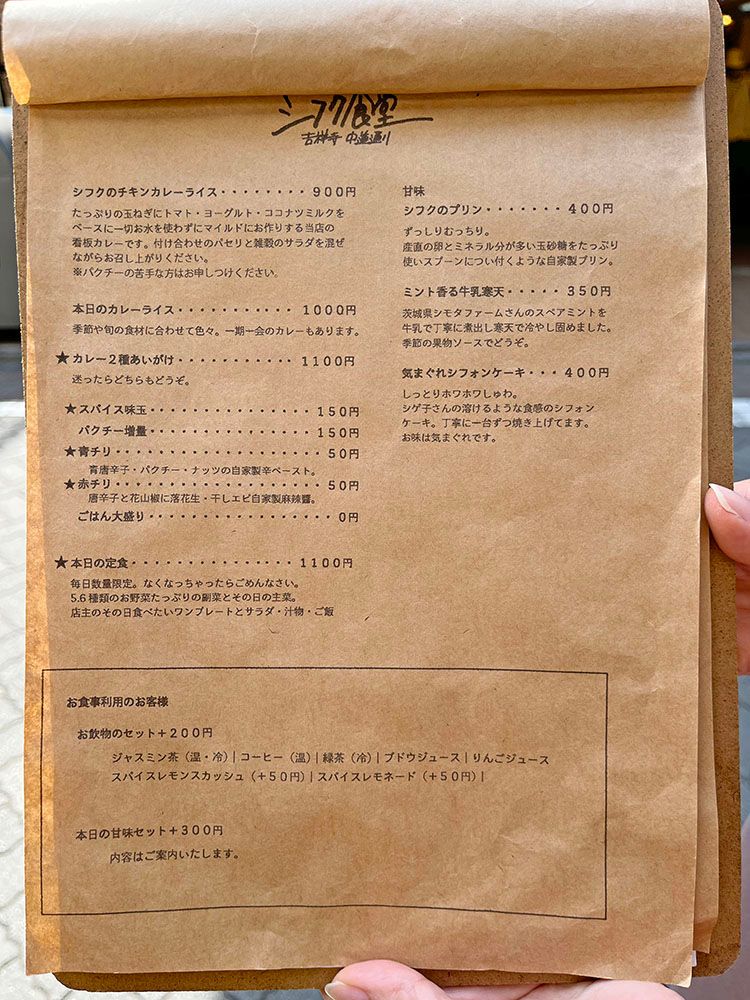 シフク食堂
吉祥寺 中道通り
シフクのチキンカレーライス・・・・・・・・900円
たっぷりの玉ねぎにトマト・ヨーグルト・ココナツミルクを
ベースに一切お水を使わずにマイルドにお作りする当店の
看板カレーです。付け合わせのパセリと雑穀のサラダを混ぜ
ながらお召し上がりください。
※パクチーの苦手な方はお申しつけください。
本日のカレーライス・・・・・・・・・・・1000円
季節や旬の食材に合わせて色々。一期一会のカレーもあります。
★カレー2種あいがけ・・・・・・・・・・・1100円
迷ったらどちらもどうぞ。
★スパイス味玉・・・・・・・・・・・・・・150円
パクチー増量・・・・・・・・・・・・・・150円
★青チリ・・・・・・・・・・・・・・・・・50円
青唐辛子・パクチー・ナッツの自家製辛ペースト。
★赤チリ・・・・・・・・・・・・・・・・・50円
唐辛子と花山椒に落花生・干しエビ自家製麻辣醬。
ごはん大盛り・・・・・・・・・・・・・・・・0円
★本日の定食・・・・・・・・・・・・・・・1100円
毎日数量限定。なくなっちゃったらごめんなさい。
5.6種類のお野菜たっぷりの副菜とその日の主菜。
店主のその日食べたいワンプレートとサラダ・汁物・ご飯
甘味
シフクのプリン・・・・・・・400円
ずっしりむっちり。
産直の卵とミネラル分が多い玉砂糖をたっぷり
使いスプーンについ付くような自家製プリン。
ミント香る牛乳寒天・・・・・350円
茨城県シモタファームさんのスペアミントを
牛乳で丁寧に煮出し寒天で冷やし固めました。
季節の果物ソースでどうぞ。
気まぐれシフォンケーキ・・・400円
しっとりホワホワしゅわ。
シゲ子さんの溶けるような食感のシフォン
ケーキ。丁寧に一台ずつ焼き上げてます。
お味は気まぐれです。
お食事利用のお客様
お飲物のセット+200円
ジャスミン茶(温・冷)|コーヒー(温)|緑茶(冷)|ブドウジュース|りんごジュース
スパイスレモンスカッシュ(+50円)|スパイスレモネード(+50円)|
本日の甘味セット+300円
内容はご案内いたします。